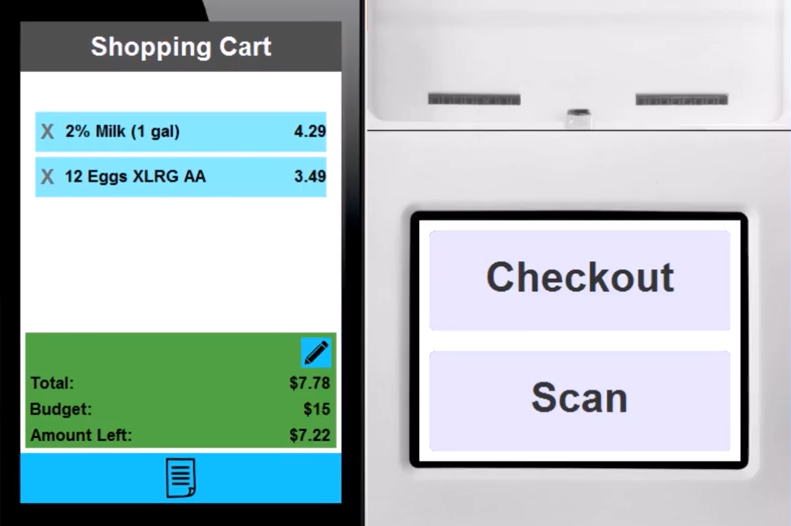 Shopping Cart
X 2% Milk (1 gal) 4.29
X 12 Eggs XLRG AA 3.49
Total: $7.78
Budget: $15
Amount Left: $7.22
Checkout
Scan